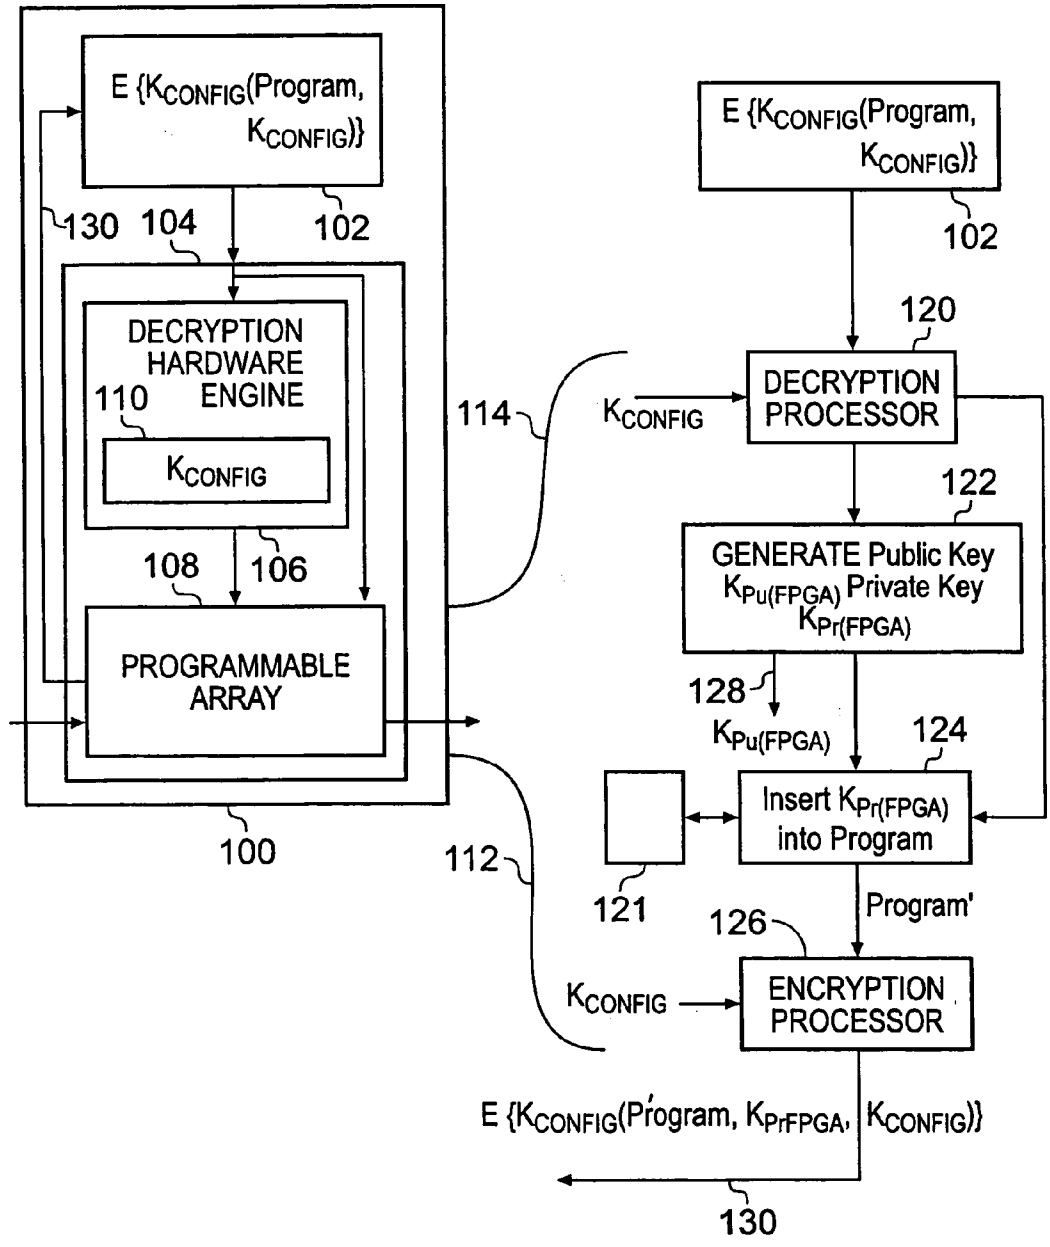 E {KCONFIG(Program,
KCONFIG)}
130
104
102
DECRYPTION
HARDWARE
ENGINE
110
KCONFIG
108
106
PROGRAMMABLE
ARRAY
100
114
112
E {KCONFIG(Program,
KCONFIG)}
102
120
KCONFIG
DECRYPTION
PROCESSOR
122
GENERATE Public Key
KPu(FPGA) Private Key
KPr(FPGA)
128
KPu(FPGA)
124
Insert KPr(FPGA)
into Program
121
Program'
126
KCONFIG
ENCRYPTION
PROCESSOR
E {KCONFIG(Pr'ogram, KPrFPGA, KCONFIG)}
130